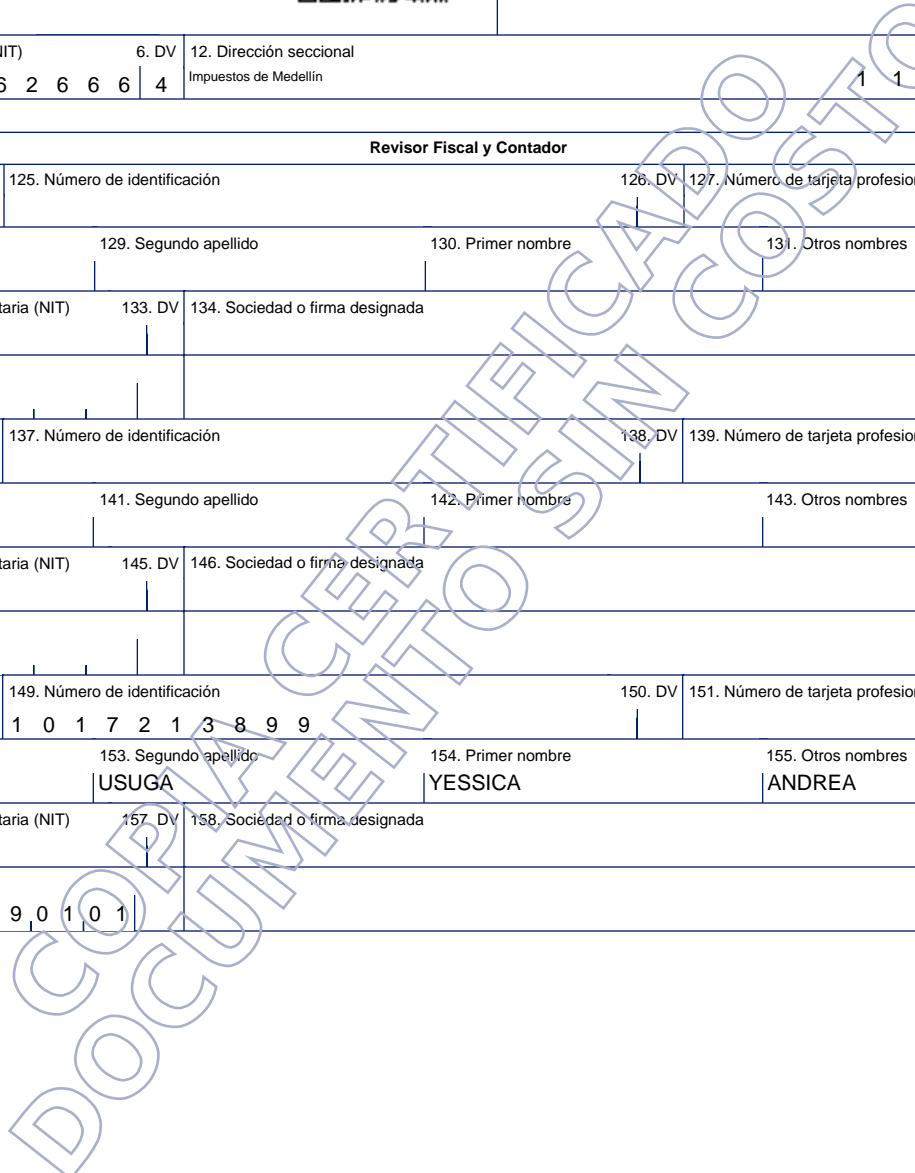 NIT) 6. DV 12. Dirección seccional
6 2 6 6 6 4 Impuestos de Medellín 1 1
Revisor Fiscal y Contador
125. Número de identificación 126. DV 127. Número de tarjeta profesion
129. Segundo apellido 130. Primer nombre 131. Otros nombres
taria (NIT) 133. DV 134. Sociedad o firma designada
137. Número de identificación 138. DV 139. Número de tarjeta profesion
141. Segundo apellido 142. Primer nombre 143. Otros nombres
taria (NIT) 145. DV 146. Sociedad o firma designada
149. Número de identificación 150. DV 151. Número de tarjeta profesion
1 0 1 7 2 1 3 8 9 9
153. Segundo apellido 154. Primer nombre 155. Otros nombres
USUGA YESSICA ANDREA
taria (NIT) 157. DV 158. Sociedad o firma designada
9 0 1 0 1
COPIA CERTIFICADO
DOCUMENTO SIN COSTO